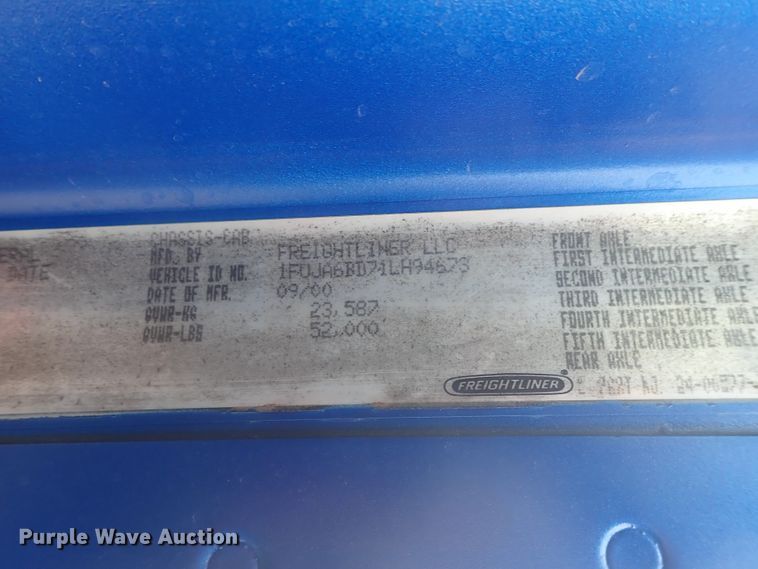 CHASSIS-CAB
MFD. BY FREIGHTLINER LLC
VEHICLE ID NO. 1FUJA6BD71LH94673
DATE OF MFR. 09/00
GVWR-KG 23,587
GVWR-LBS 52,000
DATE
FRONT AXLE
FIRST INTERMEDIATE AXLE
SECOND INTERMEDIATE AXLE
THIRD INTERMEDIATE AXLE
FOURTH INTERMEDIATE AXLE
FIFTH INTERMEDIATE AXLE
REAR AXLE
FREIGHTLINER®
Purple Wave Auction®